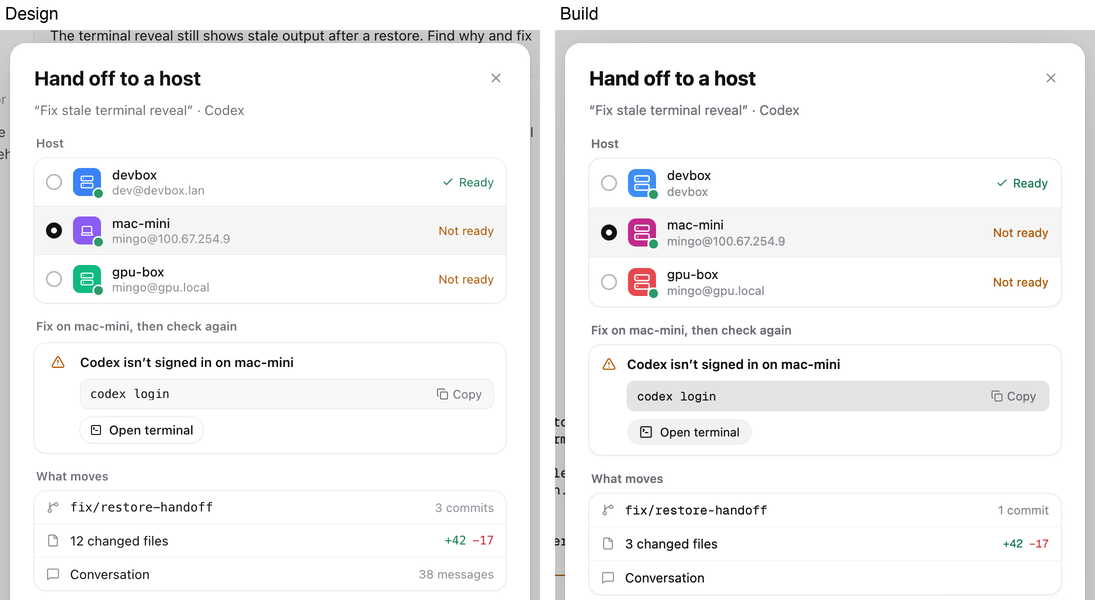 Design
The terminal reveal still shows stale output after a restore. Find why and fix
Hand off to a host
“Fix stale terminal reveal” · Codex
Host
devbox
dev@devbox.lan
Ready
mac-mini
mingo@100.67.254.9
Not ready
gpu-box
mingo@gpu.local
Not ready
Fix on mac-mini, then check again
Codex isn’t signed in on mac-mini
codex login
Copy
Open terminal
What moves
fix/restore-handoff
3 commits
12 changed files
+42 −17
Conversation
38 messages
Build
Hand off to a host
“Fix stale terminal reveal” · Codex
Host
devbox
devbox
Ready
mac-mini
mingo@100.67.254.9
Not ready
gpu-box
mingo@gpu.local
Not ready
Fix on mac-mini, then check again
Codex isn’t signed in on mac-mini
codex login
Copy
Open terminal
What moves
fix/restore-handoff
1 commit
3 changed files
+42 −17
Conversation